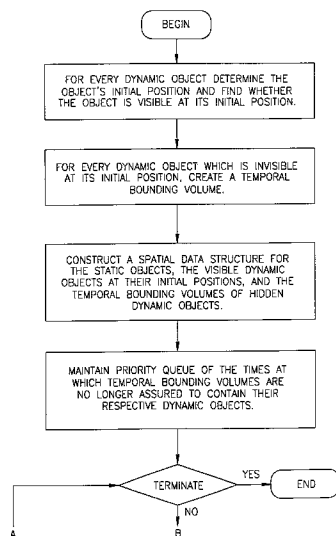 BEGIN
FOR EVERY DYNAMIC OBJECT DETERMINE THE
OBJECT'S INITIAL POSITION AND FIND WHETHER
THE OBJECT IS VISIBLE AT ITS INITIAL POSITION.
FOR EVERY DYNAMIC OBJECT WHICH IS INVISIBLE
AT ITS INITIAL POSITION, CREATE A TEMPORAL
BOUNDING VOLUME.
CONSTRUCT A SPATIAL DATA STRUCTURE FOR
THE STATIC OBJECTS, THE VISIBLE DYNAMIC
OBJECTS AT THEIR INITIAL POSITIONS, AND THE
TEMPORAL BOUNDING VOLUMES OF HIDDEN
DYNAMIC OBJECTS.
MAINTAIN PRIORITY QUEUE OF THE TIMES AT
WHICH TEMPORAL BOUNDING VOLUMES ARE
NO LONGER ASSURED TO CONTAIN THEIR
RESPECTIVE DYNAMIC OBJECTS.
TERMINATE
YES
END
NO
A
B